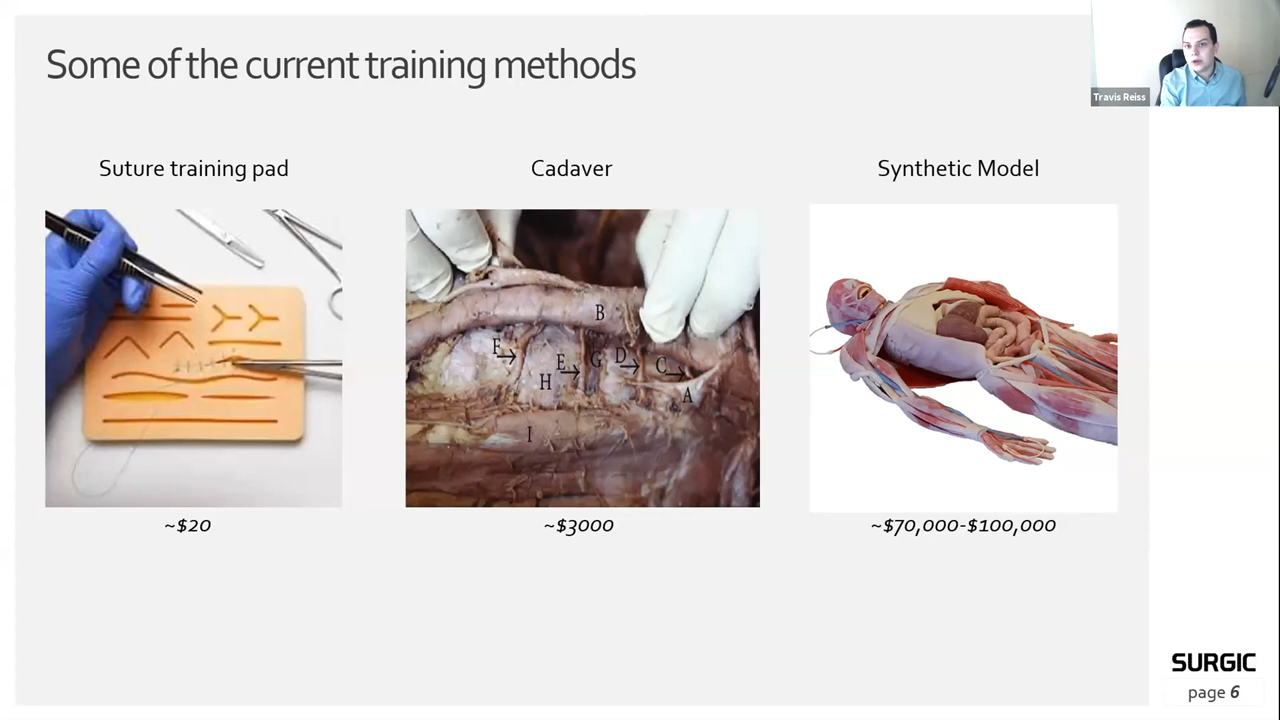 Some of the current training methods
Travis Reiss
Suture training pad
Cadaver
Synthetic Model
B
F
E
G
D
C
H
A
I
~$20
~$3000
~$70,000-$100,000
SURGIC
page 6